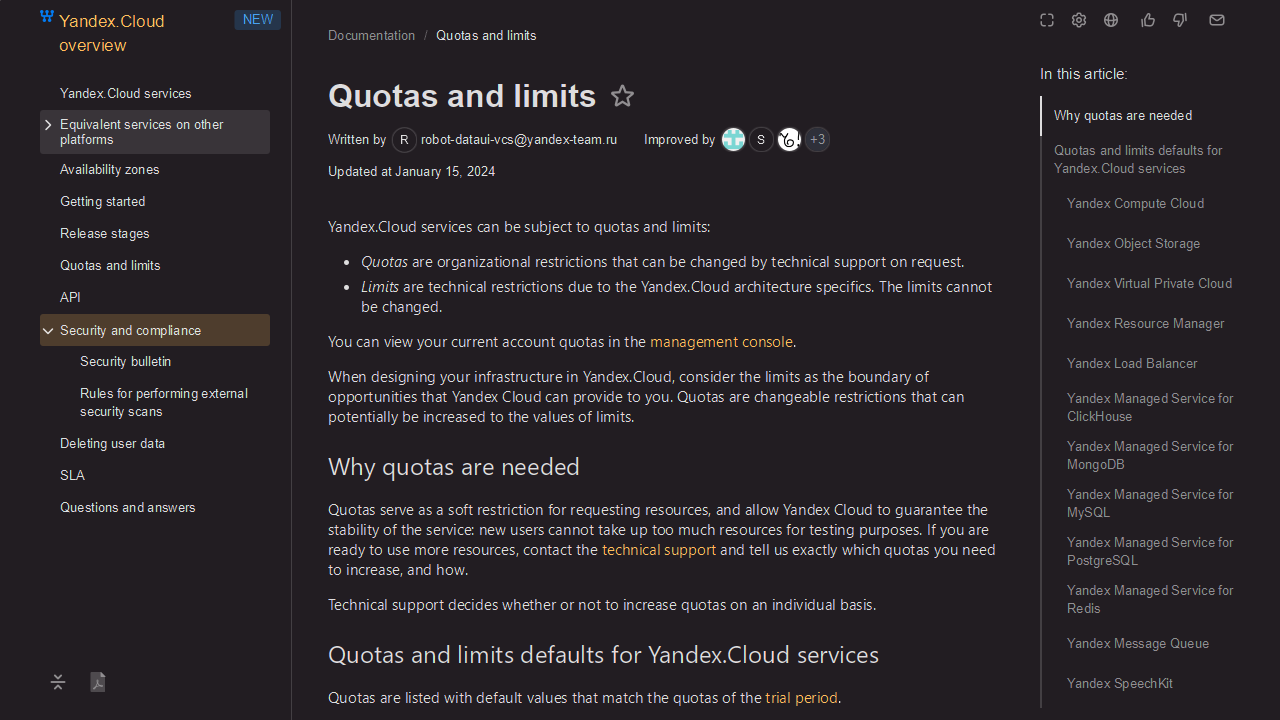 Yandex.Cloud
overview
NEW
Yandex.Cloud services
Equivalent services on other
platforms
Availability zones
Getting started
Release stages
Quotas and limits
API
Security and compliance
Security bulletin
Rules for performing external
security scans
Deleting user data
SLA
Questions and answers
Documentation / Quotas and limits
Quotas and limits
Written by R robot-dataui-vcs@yandex-team.ru Improved by S +3
Updated at January 15, 2024
Yandex.Cloud services can be subject to quotas and limits:
• Quotas are organizational restrictions that can be changed by technical support on request.
• Limits are technical restrictions due to the Yandex.Cloud architecture specifics. The limits cannot
be changed.
You can view your current account quotas in the management console.
When designing your infrastructure in Yandex.Cloud, consider the limits as the boundary of
opportunities that Yandex Cloud can provide to you. Quotas are changeable restrictions that can
potentially be increased to the values of limits.
Why quotas are needed
Quotas serve as a soft restriction for requesting resources, and allow Yandex Cloud to guarantee the
stability of the service: new users cannot take up too much resources for testing purposes. If you are
ready to use more resources, contact the technical support and tell us exactly which quotas you need
to increase, and how.
Technical support decides whether or not to increase quotas on an individual basis.
Quotas and limits defaults for Yandex.Cloud services
Quotas are listed with default values that match the quotas of the trial period.
In this article:
Why quotas are needed
Quotas and limits defaults for
Yandex.Cloud services
Yandex Compute Cloud
Yandex Object Storage
Yandex Virtual Private Cloud
Yandex Resource Manager
Yandex Load Balancer
Yandex Managed Service for
ClickHouse
Yandex Managed Service for
MongoDB
Yandex Managed Service for
MySQL
Yandex Managed Service for
PostgreSQL
Yandex Managed Service for
Redis
Yandex Message Queue
Yandex SpeechKit